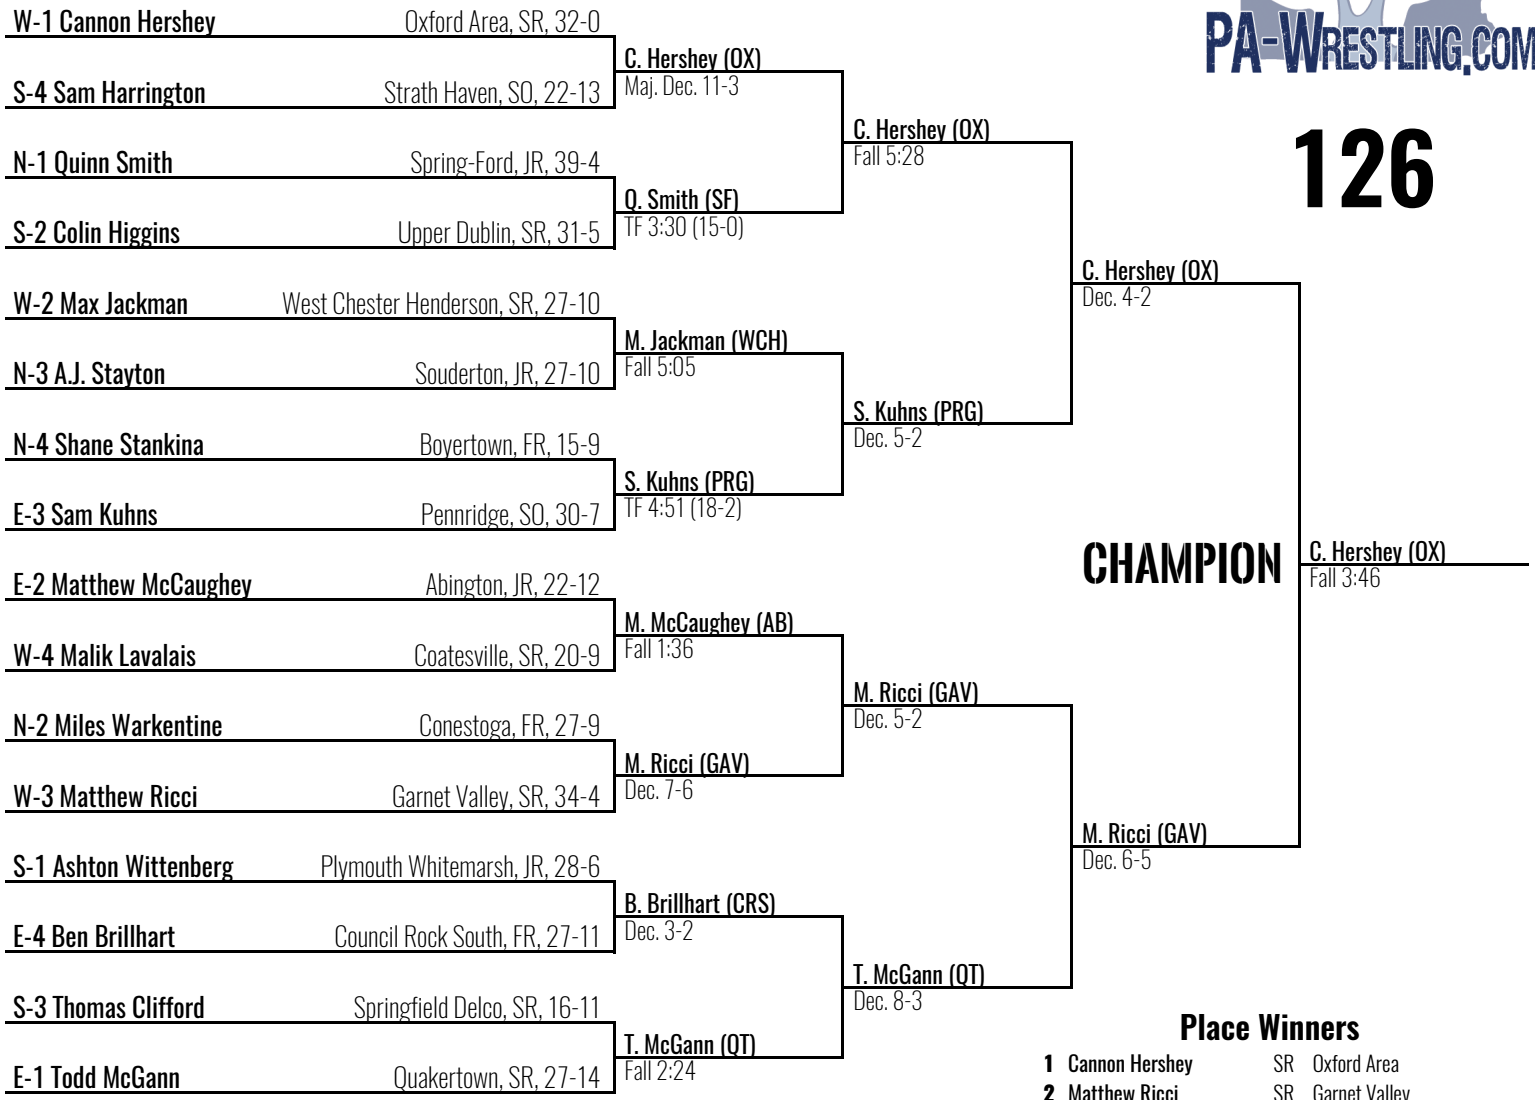 PA-WRESTLING.COM
126
W-1 Cannon Hershey Oxford Area, SR, 32-0
S-4 Sam Harrington Strath Haven, SO, 22-13
N-1 Quinn Smith Spring-Ford, JR, 39-4
S-2 Colin Higgins Upper Dublin, SR, 31-5
W-2 Max Jackman West Chester Henderson, SR, 27-10
N-3 A.J. Stayton Souderton, JR, 27-10
N-4 Shane Stankina Boyertown, FR, 15-9
E-3 Sam Kuhns Pennridge, SO, 30-7
E-2 Matthew McCaughey Abington, JR, 22-12
W-4 Malik Lavalais Coatesville, SR, 20-9
N-2 Miles Warkentine Conestoga, FR, 27-9
W-3 Matthew Ricci Garnet Valley, SR, 34-4
S-1 Ashton Wittenberg Plymouth Whitemarsh, JR, 28-6
E-4 Ben Brillhart Council Rock South, FR, 27-11
S-3 Thomas Clifford Springfield Delco, SR, 16-11
E-1 Todd McGann Quakertown, SR, 27-14
C. Hershey (OX)
Maj. Dec. 11-3
Q. Smith (SF)
TF 3:30 (15-0)
M. Jackman (WCH)
Fall 5:05
S. Kuhns (PRG)
TF 4:51 (18-2)
M. McCaughey (AB)
Fall 1:36
M. Ricci (GAV)
Dec. 7-6
B. Brillhart (CRS)
Dec. 3-2
T. McGann (QT)
Fall 2:24
C. Hershey (OX)
Fall 5:28
S. Kuhns (PRG)
Dec. 5-2
M. Ricci (GAV)
Dec. 5-2
T. McGann (QT)
Dec. 8-3
C. Hershey (OX)
Dec. 4-2
M. Ricci (GAV)
Dec. 6-5
CHAMPION
C. Hershey (OX)
Fall 3:46
Place Winners
1 Cannon Hershey SR Oxford Area
2 Matthew Ricci SR Garnet Valley